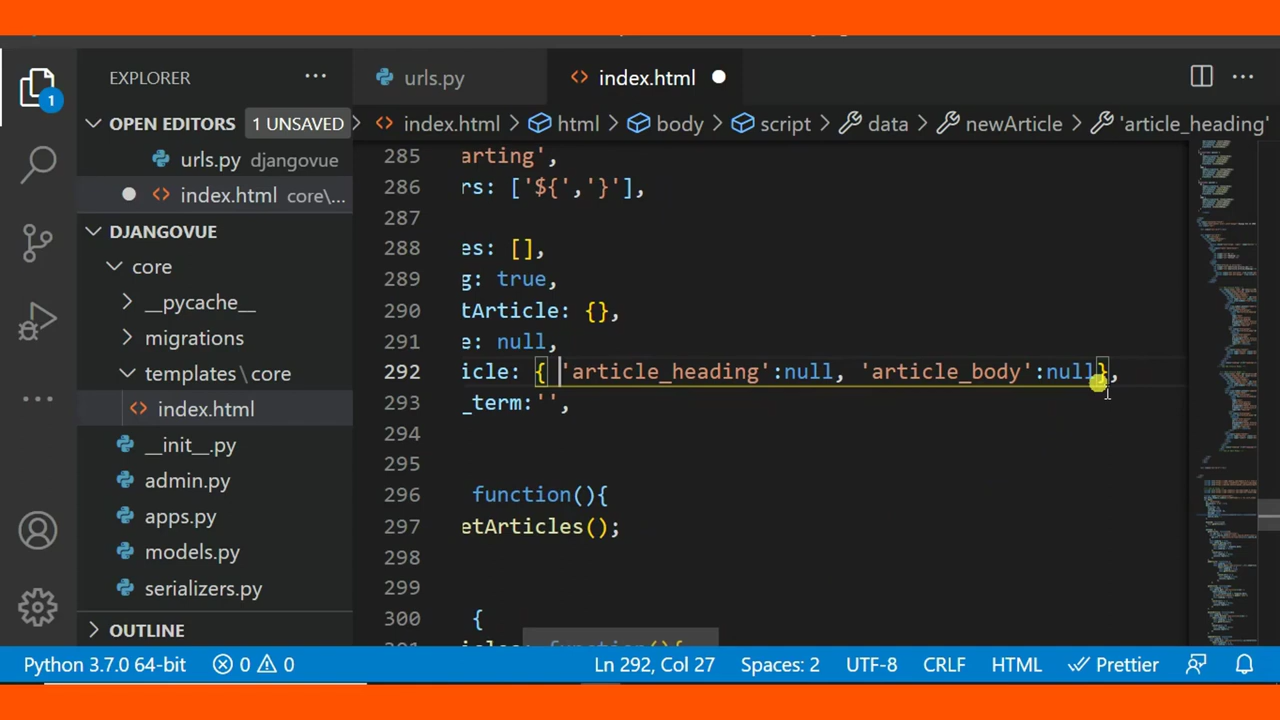 EXPLORER ···
OPEN EDITORS 1 UNSAVED
urls.py djangovue
index.html core\...
DJANGOVUE
core
__pycache__
migrations
templates \ core
index.html
__init__.py
admin.py
apps.py
models.py
serializers.py
OUTLINE
1
urls.py index.html ···
index.html > html > body > script > data > newArticle > 'article_heading'
285 arting',
286 rs: ['${','}'],
287
288 es: [],
289 g: true,
290 tArticle: {},
291 e: null,
292 icle: { 'article_heading':null, 'article_body':null},
293 _term:'',
294
295
296 function(){
297 etArticles();
298
299
300 {
Python 3.7.0 64-bit 0 0 Ln 292, Col 27 Spaces: 2 UTF-8 CRLF HTML Prettier